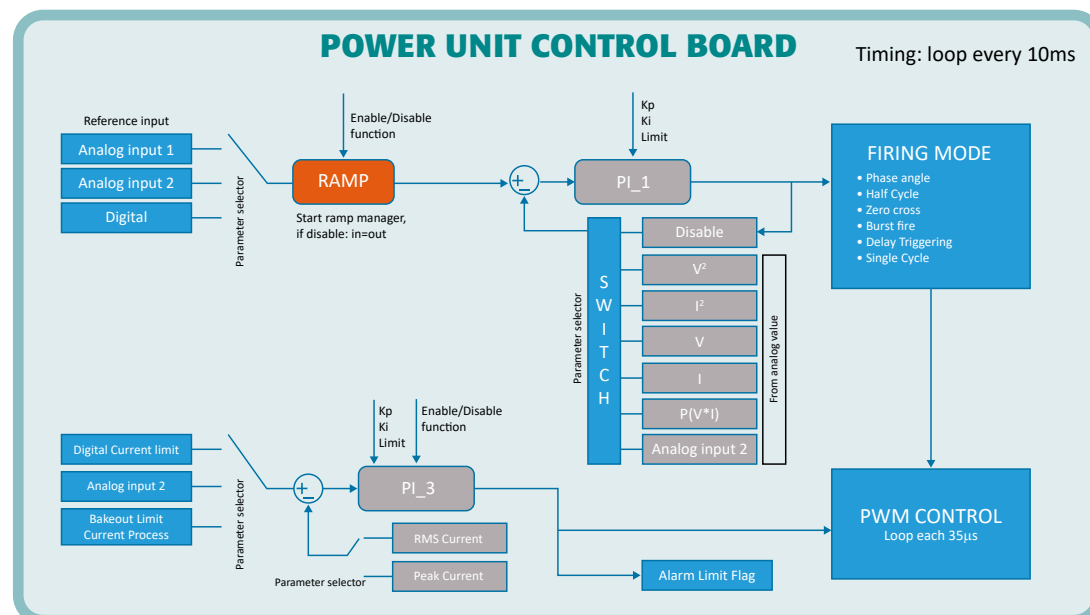 POWER UNIT CONTROL BOARD
Timing: loop every 10ms
Reference input
Analog input 1
Analog input 2
Digital
Parameter selector
Enable/Disable
function
RAMP
Start ramp manager,
if disable: in=out
+
–
Kp
Ki
Limit
PI_1
FIRING MODE
• Phase angle
• Half Cycle
• Zero cross
• Burst fire
• Delay Triggering
• Single Cycle
Parameter selector
SWITCH
Disable
V²
I²
V
I
P(V*I)
Analog input 2
From analog value
Digital Current limit
Analog input 2
Bakeout Limit
Current Process
Parameter selector
+
–
Kp
Ki
Limit
Enable/Disable
function
PI_3
RMS Current
Peak Current
Parameter selector
Alarm Limit Flag
PWM CONTROL
Loop each 35µs